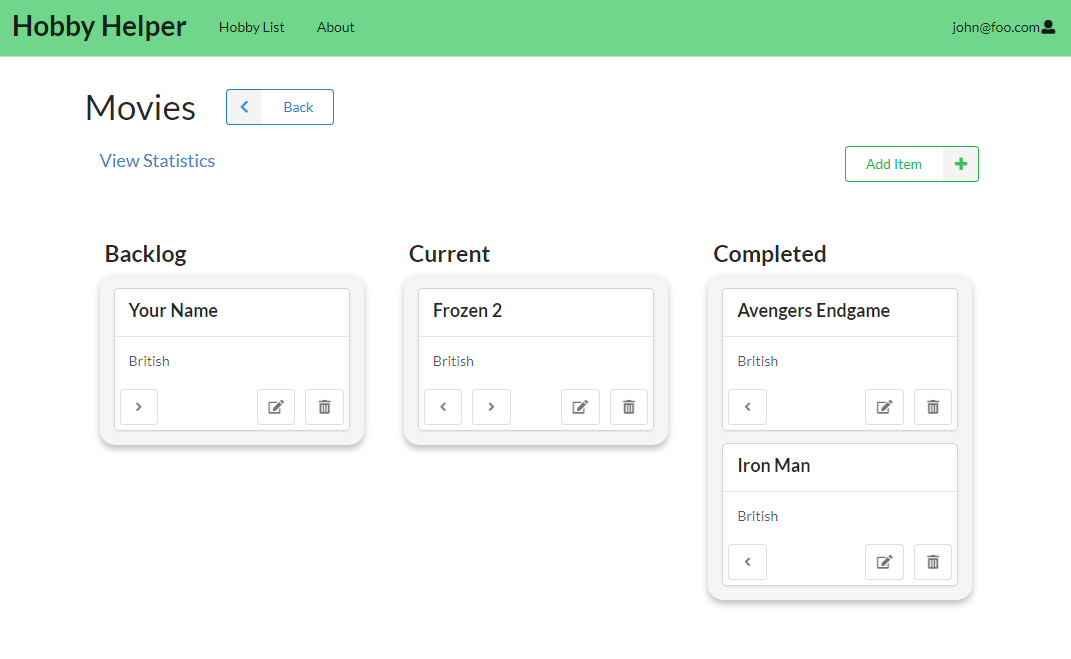 Hobby Helper Hobby List About john@foo.com
Movies Back
View Statistics
Add Item
Backlog
Your Name
British
Current
Frozen 2
British
Completed
Avengers Endgame
British
Iron Man
British